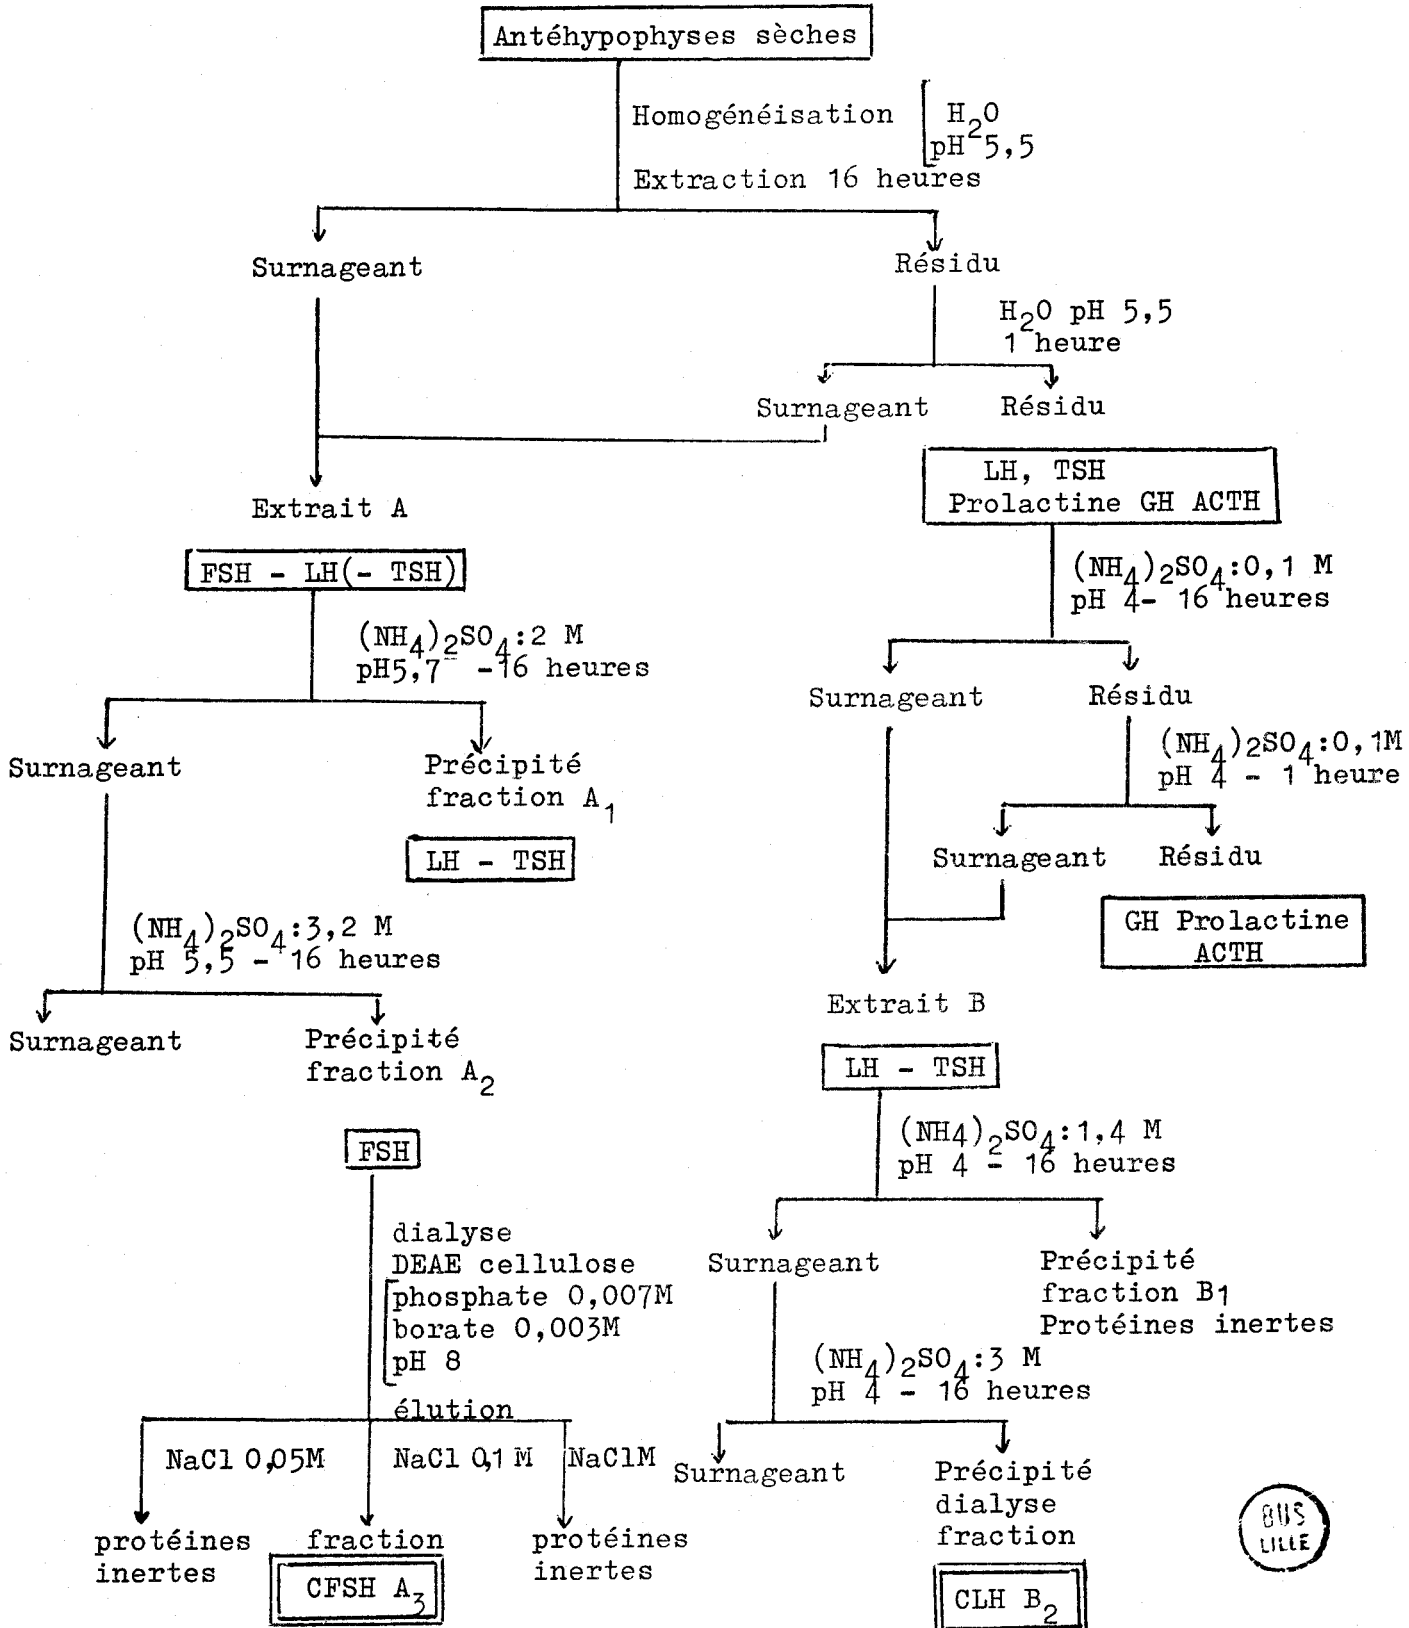 Antéhypophyses sèches
Homogénéisation
H2O
pH 5,5
Extraction 16 heures
Surnageant
Résidu
H2O pH 5,5
1 heure
Surnageant
Résidu
LH, TSH
Prolactine GH ACTH
Extrait A
FSH - LH(- TSH)
(NH4)2SO4:0,1 M
pH 4- 16 heures
(NH4)2SO4:2 M
pH5,7 -16 heures
Surnageant
Résidu
(NH4)2SO4:0,1M
pH 4 - 1 heure
Surnageant
Précipité
fraction A1
LH - TSH
Surnageant
Résidu
GH Prolactine
ACTH
(NH4)2SO4:3,2 M
pH 5,5 - 16 heures
Surnageant
Précipité
fraction A2
Extrait B
LH - TSH
(NH4)2SO4:1,4 M
pH 4 - 16 heures
FSH
dialyse
DEAE cellulose
phosphate 0,007M
borate 0,003M
pH 8
élution
Surnageant
Précipité
fraction B1
Protéines inertes
(NH4)2SO4:3 M
pH 4 - 16 heures
NaCl 0,05M
NaCl 0,1 M
NaClM
Surnageant
Précipité
dialyse
fraction
CLH B2
protéines
inertes
fraction
CFSH A3
protéines
inertes
BUS
LILLE